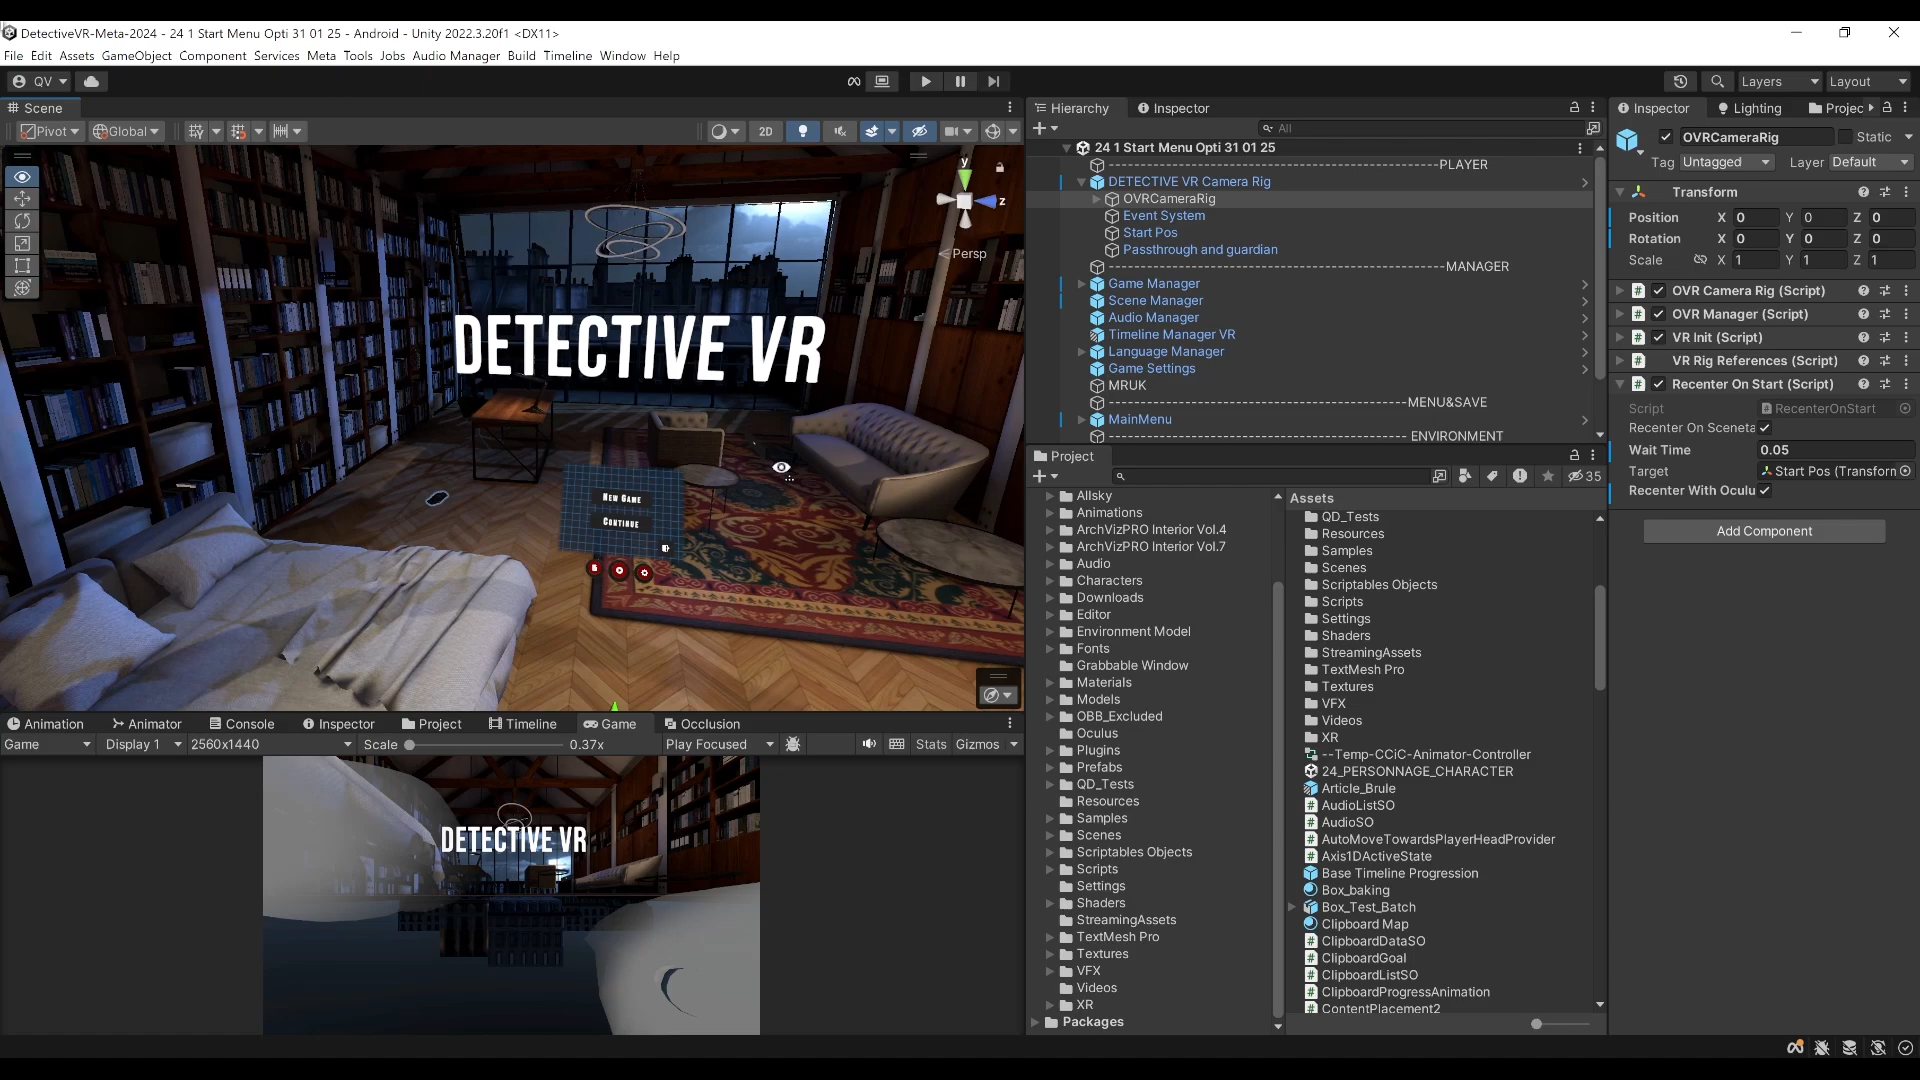 DetectiveVR-Meta-2024 - 24 1 Start Menu Opti 31 01 25 - Android - Unity 2022.3.20f1 <DX11>
File Edit Assets GameObject Component Services Meta Tools Jobs Audio Manager Build Timeline Window Help
QV
Layers
Layout
Scene
Pivot
Global
2D
y
z
Persp
DETECTIVE VR
New Game
Continue
Hierarchy
Inspector
All
24 1 Start Menu Opti 31 01 25
-----------------------------------------------PLAYER
DETECTIVE VR Camera Rig
OVRCameraRig
Event System
Start Pos
Passthrough and guardian
------------------------------------------------MANAGER
Game Manager
Scene Manager
Audio Manager
Timeline Manager VR
Language Manager
Game Settings
MRUK
-------------------------------------------MENU&SAVE
MainMenu
------------------------------------------- ENVIRONMENT
Project
35
Allsky
Animations
ArchVizPRO Interior Vol.4
ArchVizPRO Interior Vol.7
Audio
Characters
Downloads
Editor
Environment Model
Fonts
Grabbable Window
Materials
Models
OBB_Excluded
Oculus
Plugins
Prefabs
QD_Tests
Resources
Samples
Scenes
Scriptables Objects
Scripts
Settings
Shaders
StreamingAssets
TextMesh Pro
Textures
VFX
Videos
XR
Packages
Assets
QD_Tests
Resources
Samples
Scenes
Scriptables Objects
Scripts
Settings
Shaders
StreamingAssets
TextMesh Pro
Textures
VFX
Videos
XR
--Temp-CCiC-Animator-Controller
24_PERSONNAGE_CHARACTER
Article_Brule
AudioListSO
AudioSO
AutoMoveTowardsPlayerHeadProvider
Axis1DActiveState
Base Timeline Progression
Box_baking
Box_Test_Batch
Clipboard Map
ClipboardDataSO
ClipboardGoal
ClipboardListSO
ClipboardProgressAnimation
ContentPlacement2
Inspector
Lighting
Projec
OVRCameraRig
Static
Tag Untagged Layer Default
Transform
Position X 0 Y 0 Z 0
Rotation X 0 Y 0 Z 0
Scale X 1 Y 1 Z 1
OVR Camera Rig (Script)
OVR Manager (Script)
VR Init (Script)
VR Rig References (Script)
Recenter On Start (Script)
Script RecenterOnStart
Recenter On Sceneta
Wait Time 0.05
Target Start Pos (Transforn
Recenter With Oculu
Add Component
Animation
Animator
Console
Inspector
Project
Timeline
Game
Occlusion
Game
Display 1
2560x1440
Scale 0.37x
Play Focused
Stats
Gizmos
DETECTIVE VR